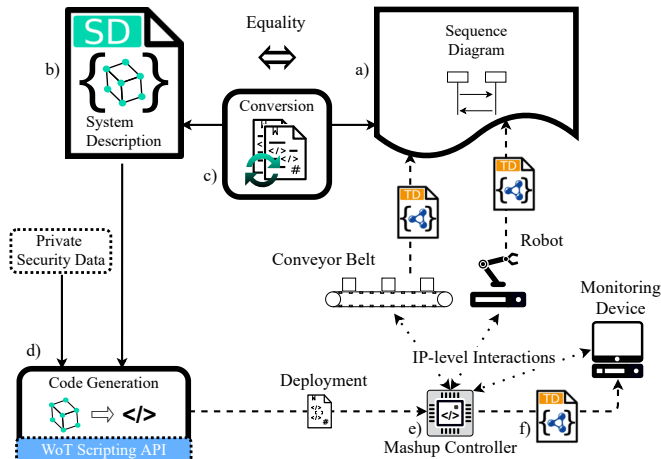 SD
Equality
b)
System
Description
Conversion
W
</>
</>
#
c)
a)
Sequence
Diagram
TD
TD
Private
Security Data
Conveyor Belt
Robot
Monitoring
Device
IP-level Interactions
d)
Code Generation
</>
WoT Scripting API
Deployment
W
</>
#
e)
</>
Mashup Controller
f)
TD